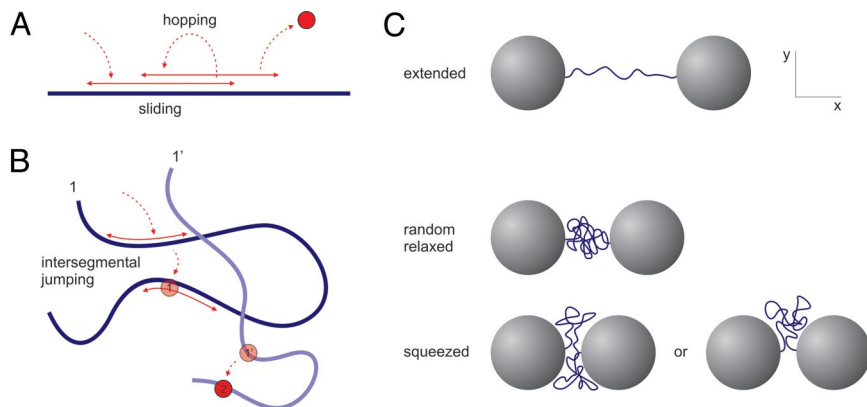 A
hopping
sliding
B
1
1’
intersegmental
jumping
1
1’
2
C
extended
y
x
random
relaxed
squeezed
or